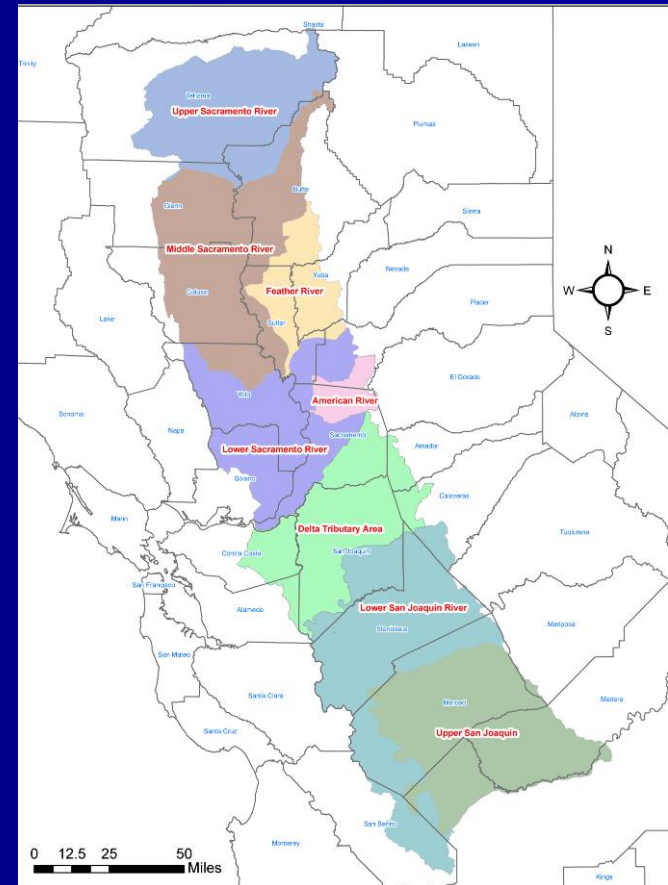 Shasta
Lassen
Trinity
Tehama
Upper Sacramento River
Plumas
Butte
Glenn
Sierra
Middle Sacramento River
Nevada
Yuba
Feather River
Colusa
Placer
Sutter
Lake
N
W E
S
El Dorado
Yolo
American River
Alpine
Sonoma
Napa
Sacramento
Lower Sacramento River
Amador
Solano
Calaveras
Marin
Delta Tributary Area
Tuolumne
Contra Costa
San Joaquin
San Francisco
Lower San Joaquin River
Alameda
Stanislaus
Mariposa
San Mateo
Santa Clara
Merced
Madera
Santa Cruz
Upper San Joaquin
San Benito
Monterey
0 12.5 25 50
Miles
Kings